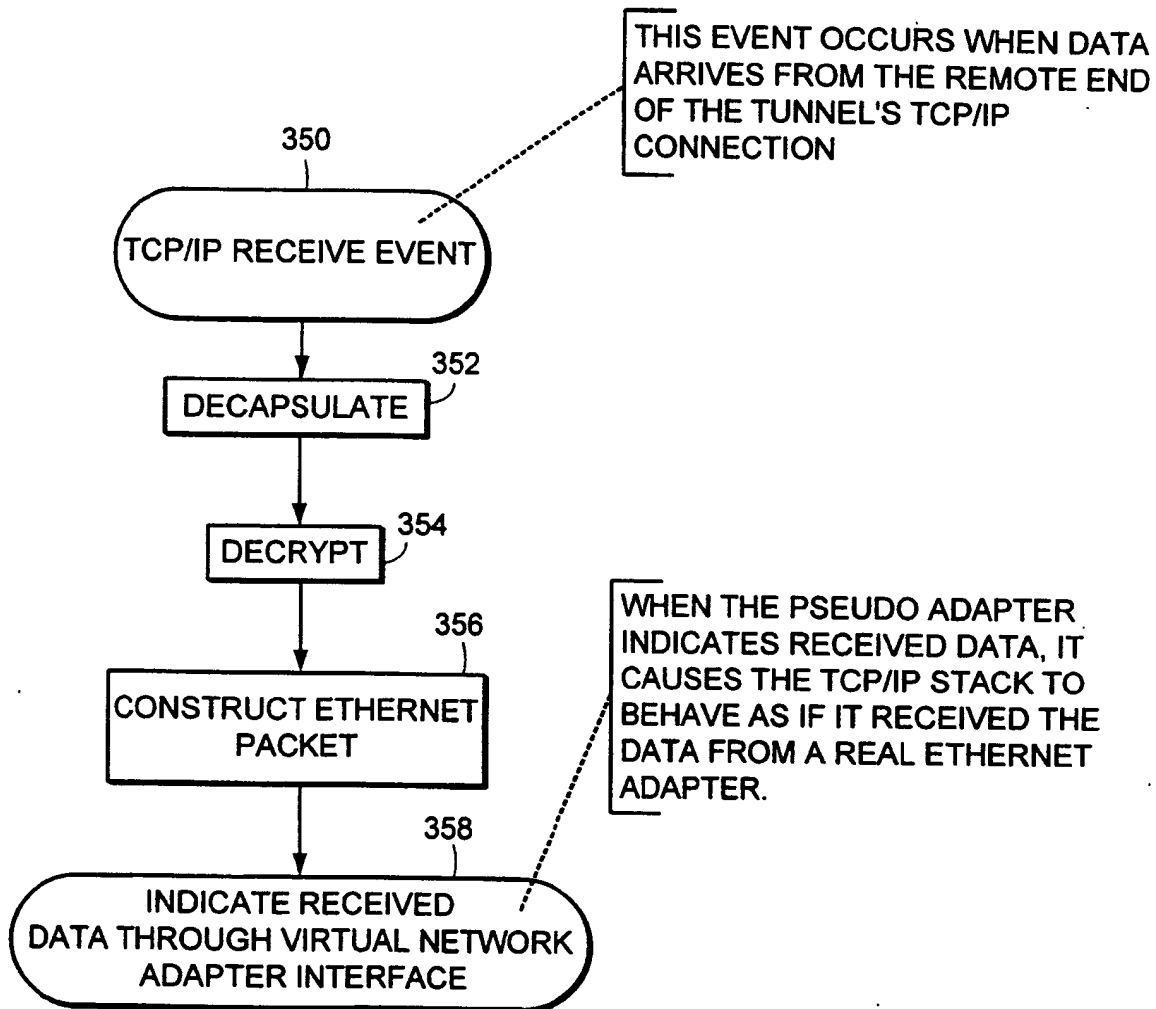 THIS EVENT OCCURS WHEN DATA
ARRIVES FROM THE REMOTE END
OF THE TUNNEL'S TCP/IP
CONNECTION
350
TCP/IP RECEIVE EVENT
352
DECAPSULATE
354
DECRYPT
356
CONSTRUCT ETHERNET
PACKET
WHEN THE PSEUDO ADAPTER
INDICATES RECEIVED DATA, IT
CAUSES THE TCP/IP STACK TO
BEHAVE AS IF IT RECEIVED THE
DATA FROM A REAL ETHERNET
ADAPTER.
358
INDICATE RECEIVED
DATA THROUGH VIRTUAL NETWORK
ADAPTER INTERFACE